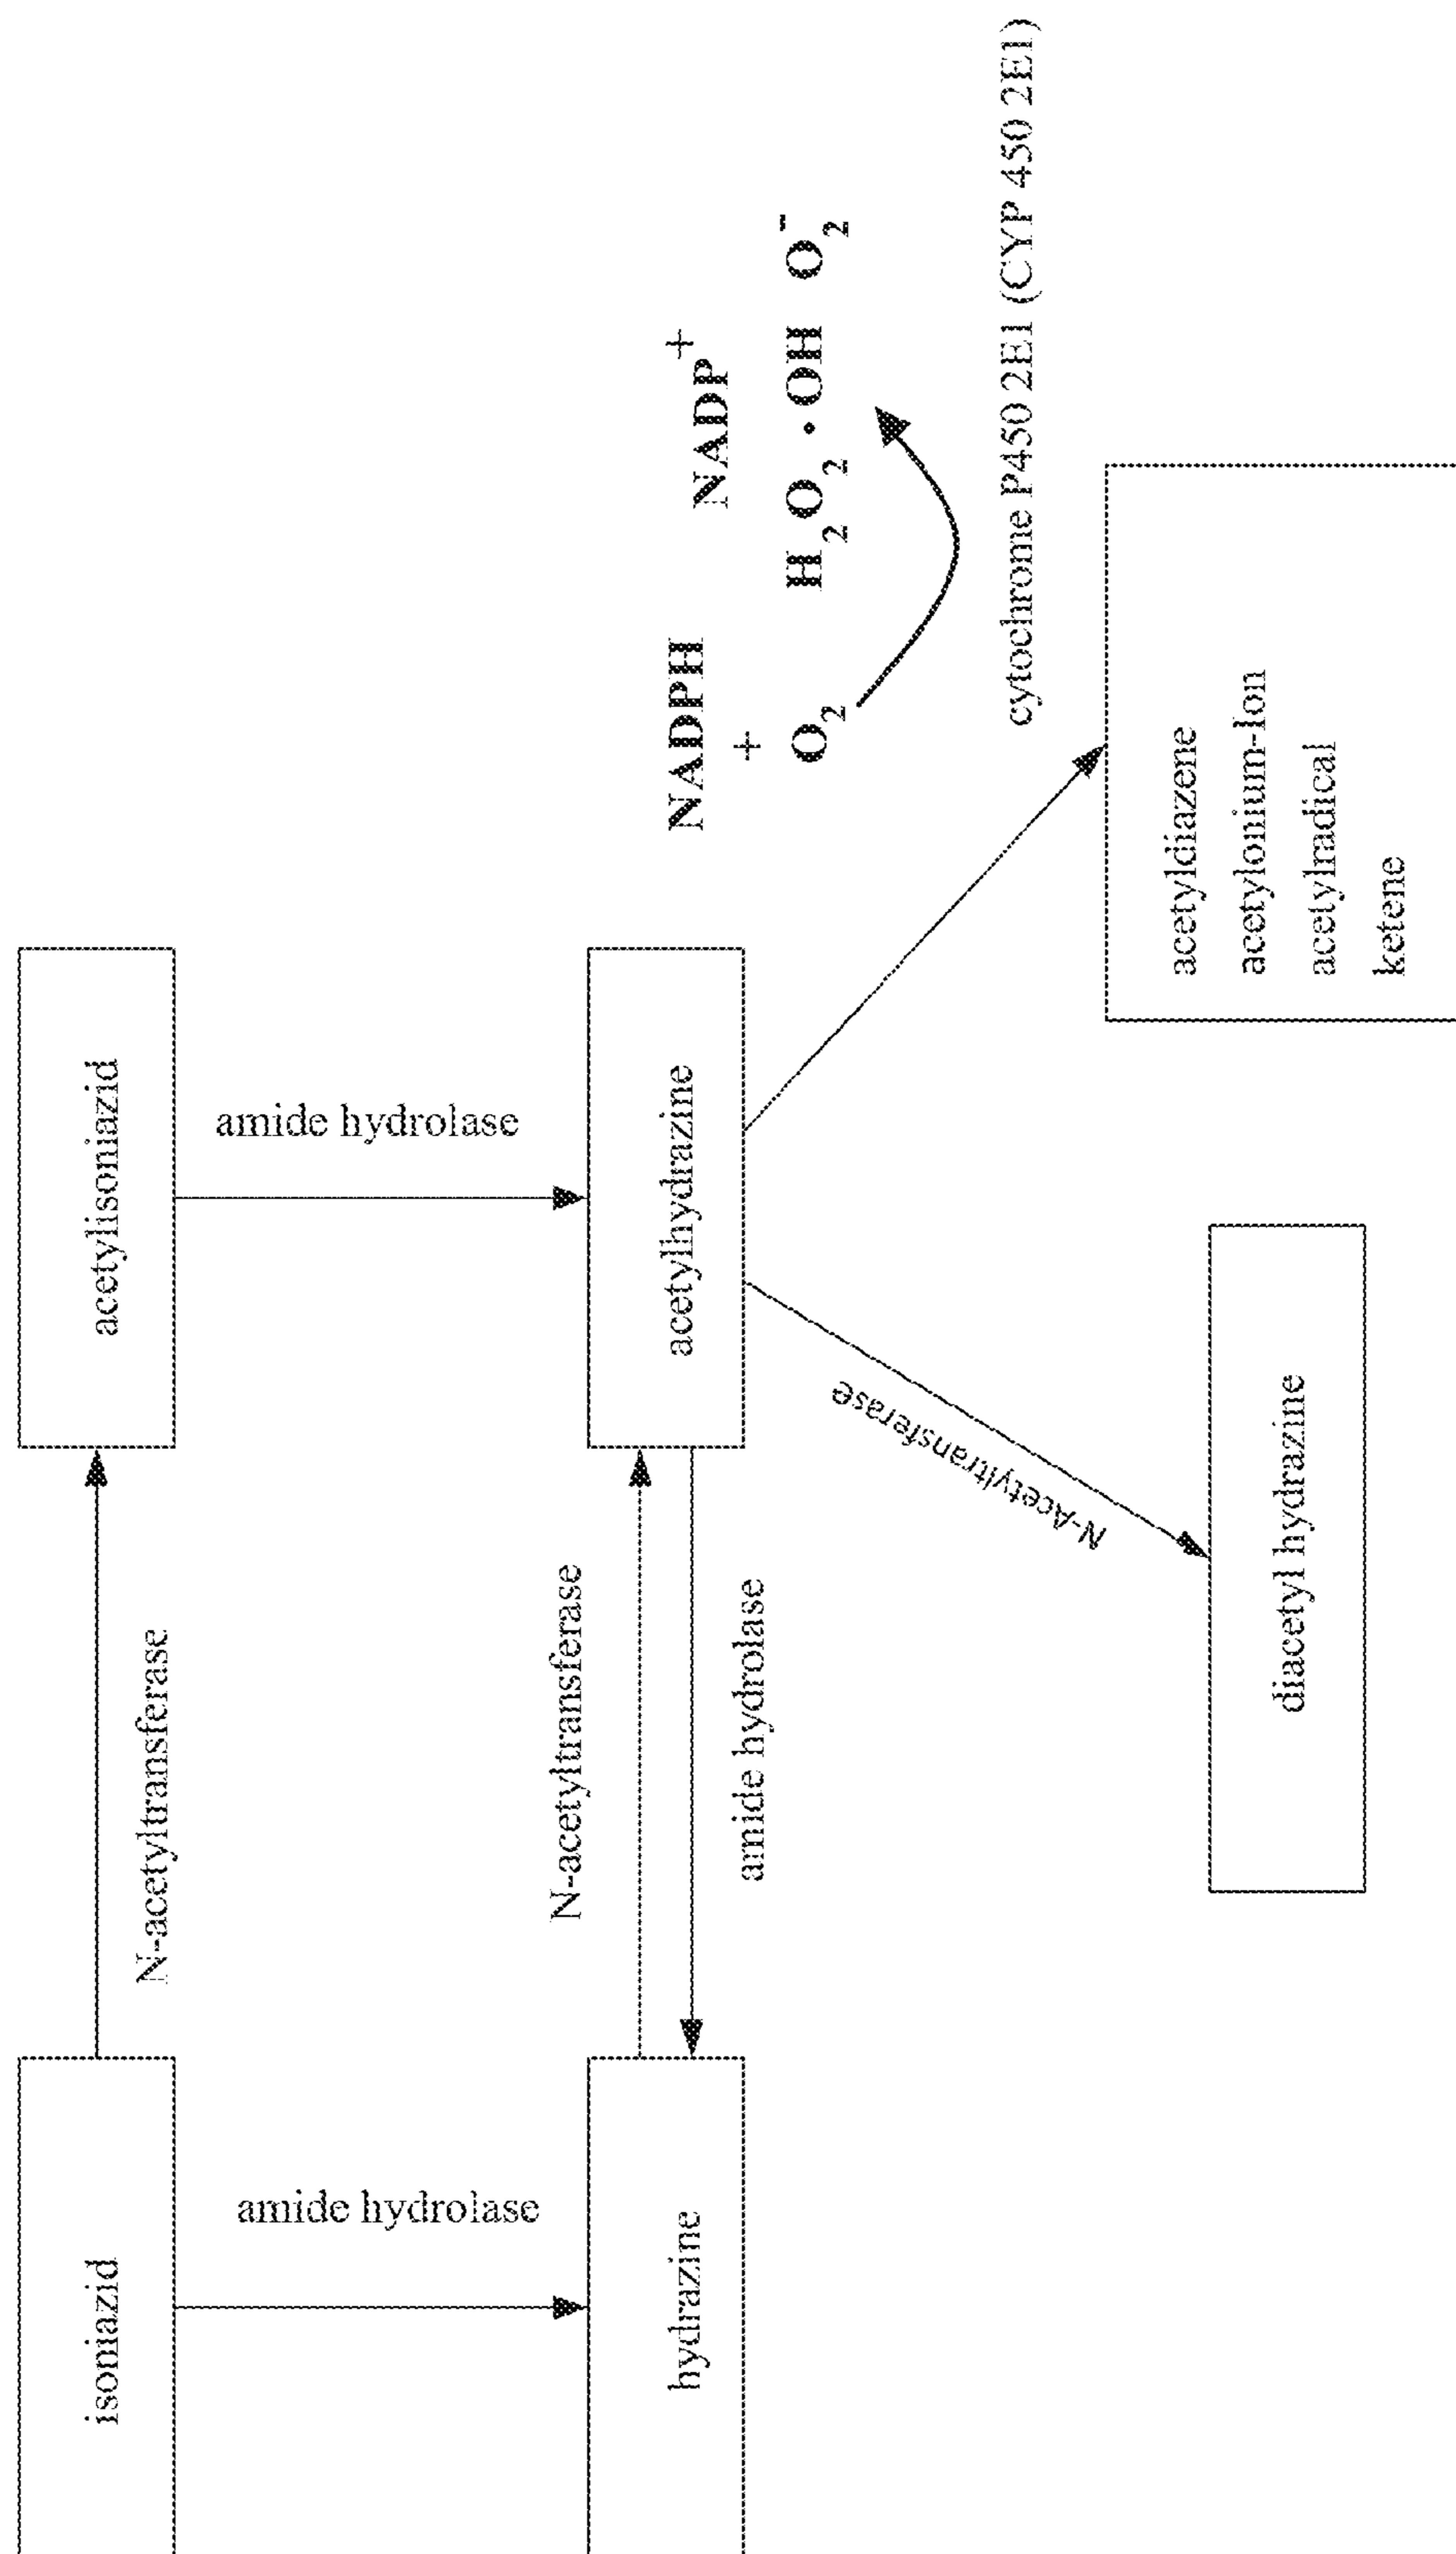 isoniazid
N-acetyltransferase
acetylisoniazid
amide hydrolase
amide hydrolase
hydrazine
N-acetyltransferase
amide hydrolase
acetylhydrazine
NADPH
+
O₂
NADP⁺
H₂O₂ · OH O₂⁻
cytochrome P450 2E1 (CYP 450 2E1)
N-Acetyltransferase
diacetyl hydrazine
acetyldiazene
acetylonium-Ion
acetylradical
ketene